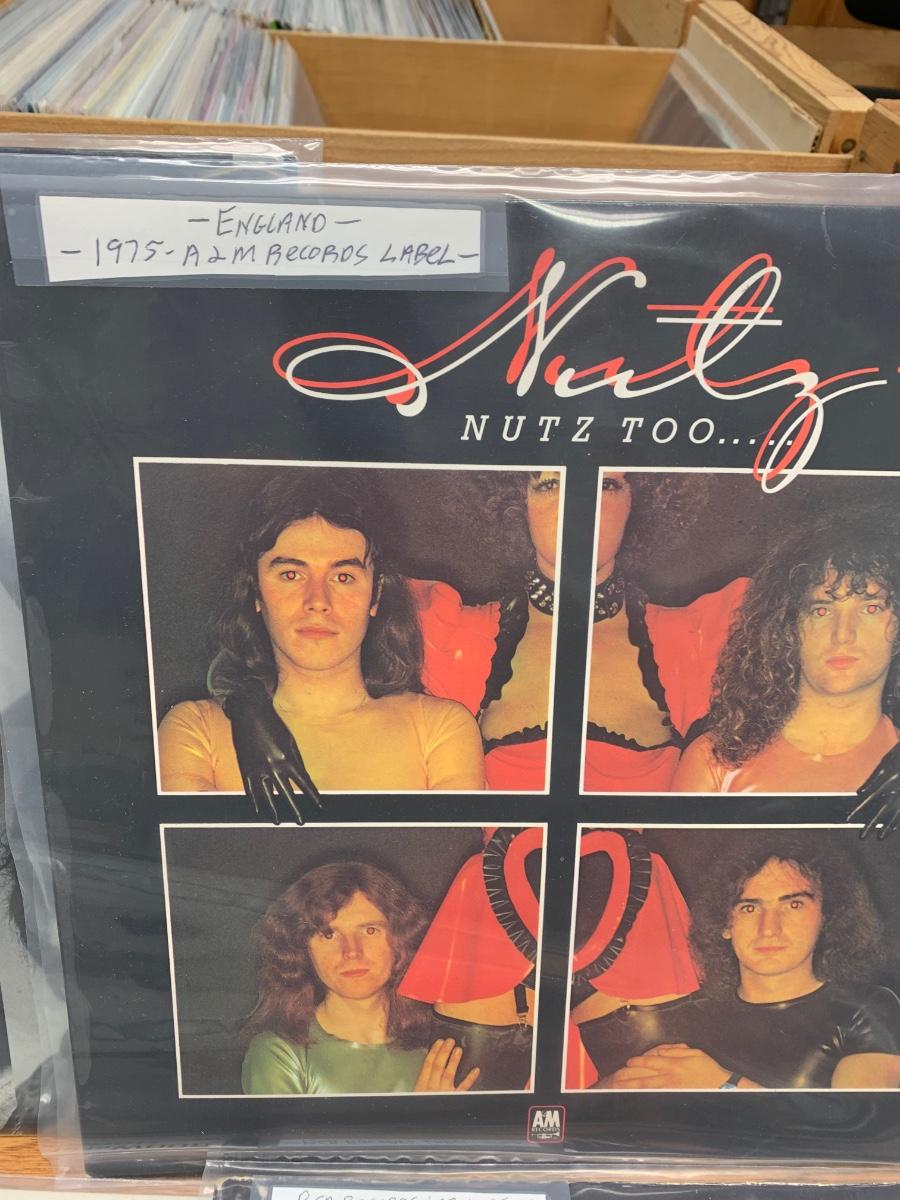 - ENGLAND -
- 1975 - A & M RECORDS LABEL -
Nutz
NUTZ TOO.....
A&M
RECORDS